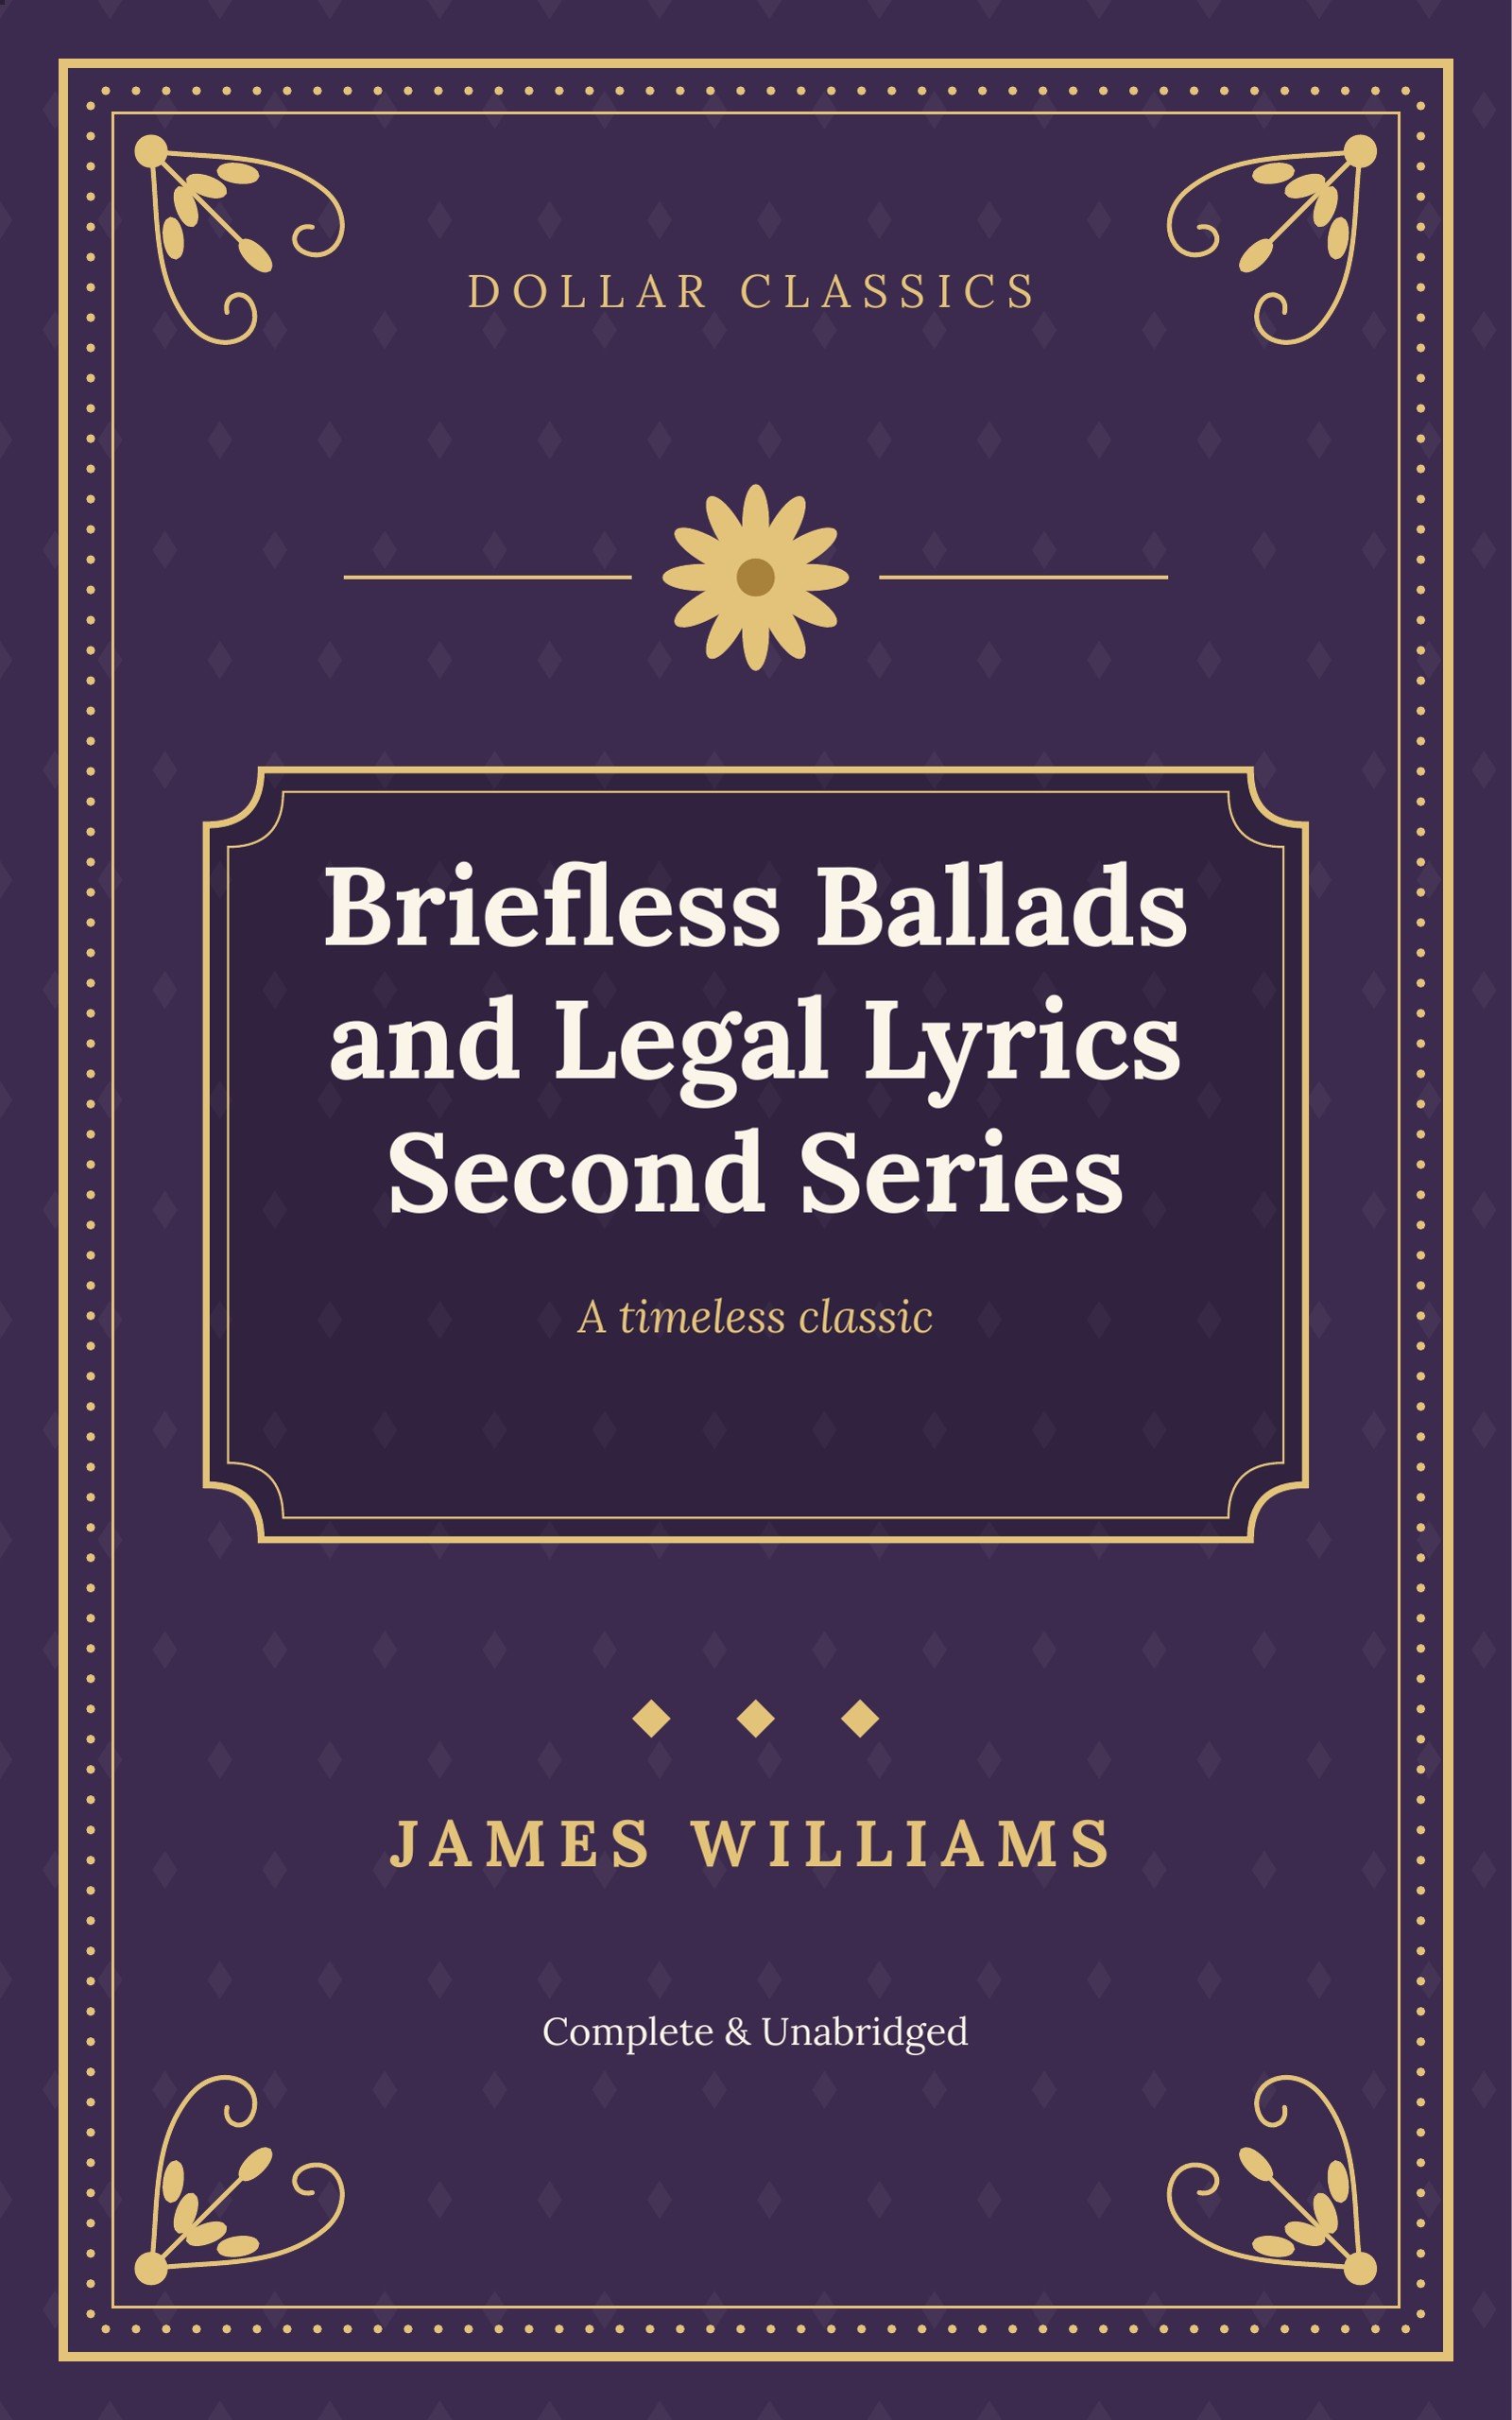 DOLLAR CLASSICS
Briefless Ballads
and Legal Lyrics
Second Series
A timeless classic
JAMES WILLIAMS
Complete & Unabridged